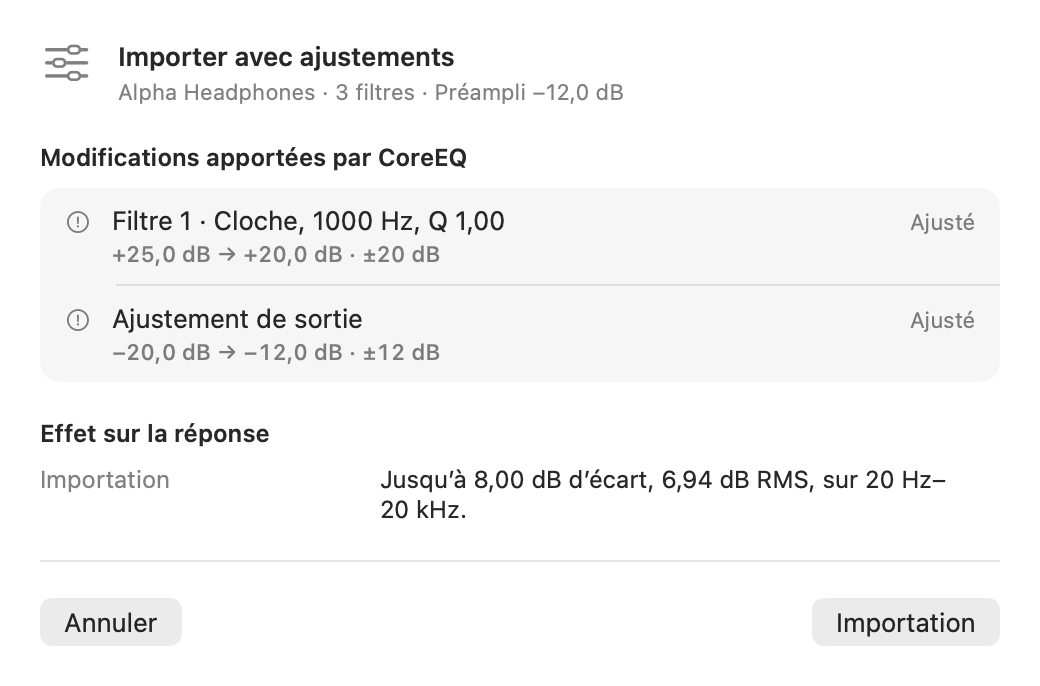 Importer avec ajustements
Alpha Headphones · 3 filtres · Préampli −12,0 dB
Modifications apportées par CoreEQ
Filtre 1 · Cloche, 1000 Hz, Q 1,00
Ajusté
+25,0 dB → +20,0 dB · ±20 dB
Ajustement de sortie
Ajusté
−20,0 dB → −12,0 dB · ±12 dB
Effet sur la réponse
Importation
Jusqu’à 8,00 dB d’écart, 6,94 dB RMS, sur 20 Hz–
20 kHz.
Annuler
Importation